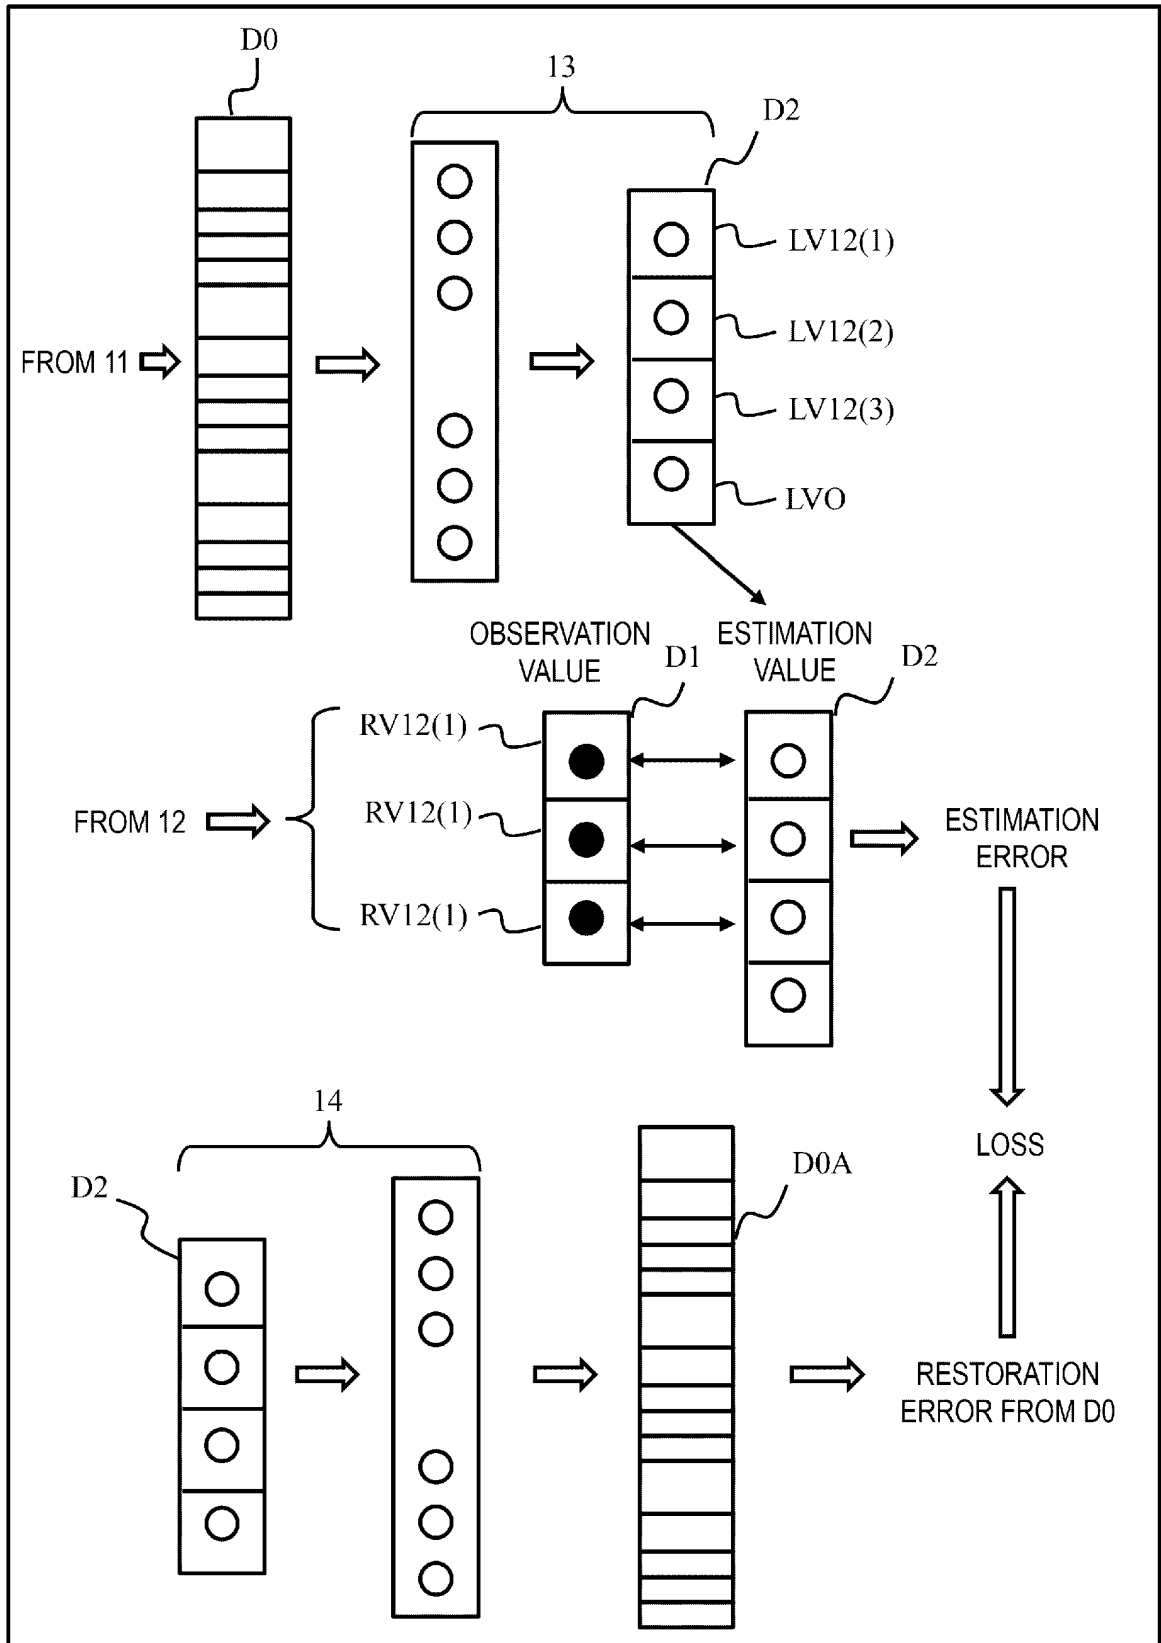 D0
13
D2
LV12(1)
LV12(2)
FROM 11
LV12(3)
LVO
OBSERVATION
VALUE
ESTIMATION
VALUE
D1
D2
RV12(1)
RV12(1)
FROM 12
RV12(1)
ESTIMATION
ERROR
14
LOSS
D2
D0A
RESTORATION
ERROR FROM D0